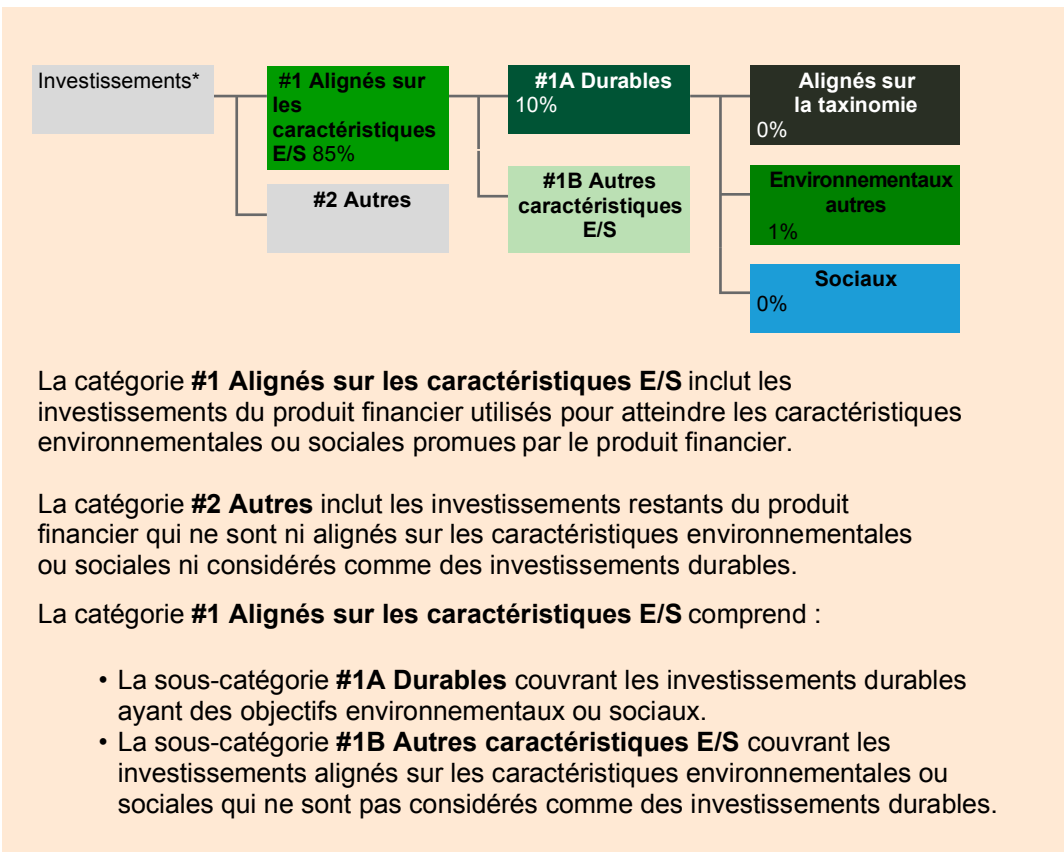 Investissements*
#1 Alignés sur
les
caractéristiques
E/S 85%
#2 Autres
#1A Durables
10%
#1B Autres
caractéristiques
E/S
Alignés sur
la taxinomie
0%
Environnementaux
autres
1%
Sociaux
0%
La catégorie #1 Alignés sur les caractéristiques E/S inclut les
investissements du produit financier utilisés pour atteindre les caractéristiques
environnementales ou sociales promues par le produit financier.
La catégorie #2 Autres inclut les investissements restants du produit
financier qui ne sont ni alignés sur les caractéristiques environnementales
ou sociales ni considérés comme des investissements durables.
La catégorie #1 Alignés sur les caractéristiques E/S comprend :
• La sous-catégorie #1A Durables couvrant les investissements durables
ayant des objectifs environnementaux ou sociaux.
• La sous-catégorie #1B Autres caractéristiques E/S couvrant les
investissements alignés sur les caractéristiques environnementales ou
sociales qui ne sont pas considérés comme des investissements durables.